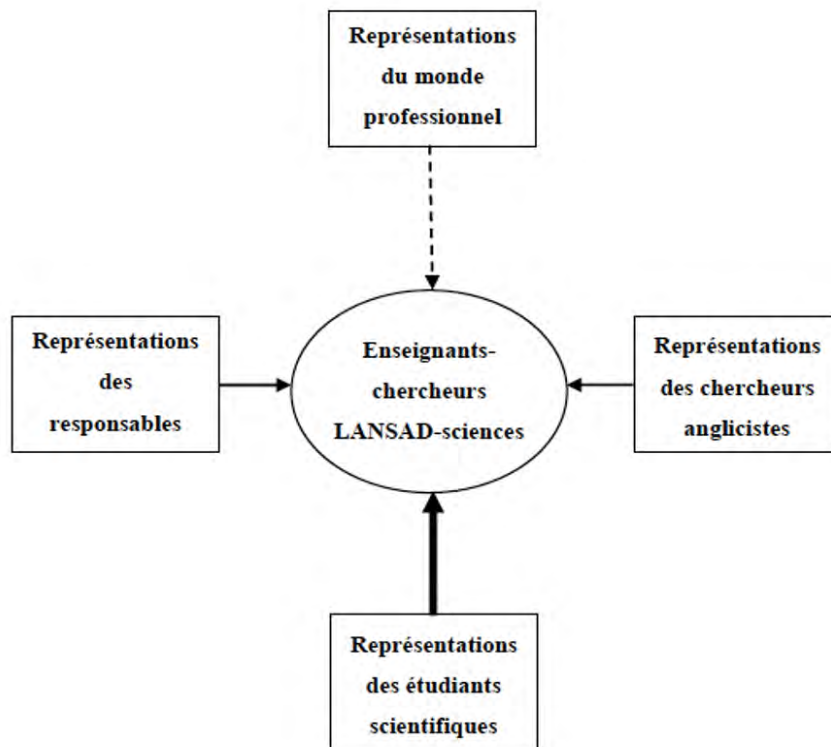 Représentations
du monde
professionnel
Représentations
des
responsables
Enseignants-
chercheurs
LANSAD-sciences
Représentations
des chercheurs
anglicistes
Représentations
des étudiants
scientifiques